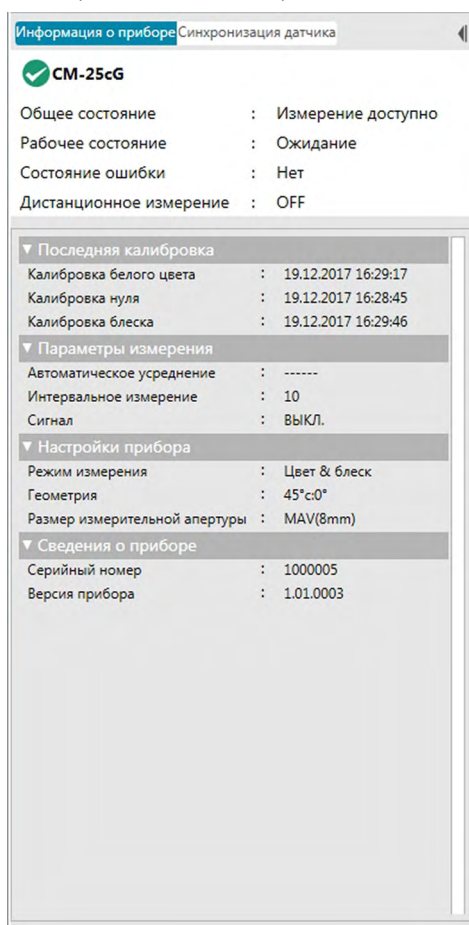 Информация о приборе Синхронизация датчика
CM-25cG
Общее состояние : Измерение доступно
Рабочее состояние : Ожидание
Состояние ошибки : Нет
Дистанционное измерение : OFF
▼ Последняя калибровка
Калибровка белого цвета : 19.12.2017 16:29:17
Калибровка нуля : 19.12.2017 16:28:45
Калибровка блеска : 19.12.2017 16:29:46
▼ Параметры измерения
Автоматическое усреднение : ------
Интервальное измерение : 10
Сигнал : ВЫКЛ.
▼ Настройки прибора
Режим измерения : Цвет & блеск
Геометрия : 45°c:0°
Размер измерительной апертуры : MAV(8mm)
▼ Сведения о приборе
Серийный номер : 1000005
Версия прибора : 1.01.0003